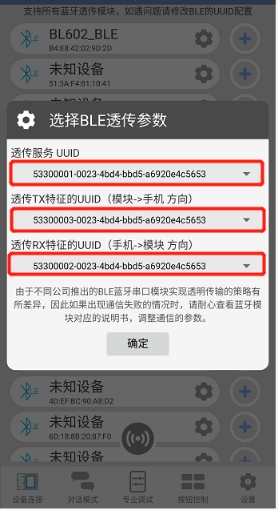 支持所有蓝牙透传模块，如遇问题请修改BLE的UUID配置
BL602_BLE
B4:E8:42:02:9D:2D
未知设备
51:3A:F4:81:10:41
未知设备
选择BLE透传参数
透传服务 UUID
53300001-0023-4bd4-bbd5-a6920e4c5653
透传TX特征的UUID（模块->手机 方向）
53300003-0023-4bd4-bbd5-a6920e4c5653
透传RX特征的UUID（手机->模块 方向）
53300002-0023-4bd4-bbd5-a6920e4c5653
由于不同公司推出的BLE蓝牙串口模块实现透明传输的策略有
所差异，因此如果出现通信失败的情况时，请耐心查看蓝牙模
块对应的说明书，调整通信的参数。
确定
未知设备
4D:EF:BC:90:A8:D2
未知设备
6D:18:8B:20:87:F0
未知设备
设备连接
对话模式
专业调试
按钮控制
设置